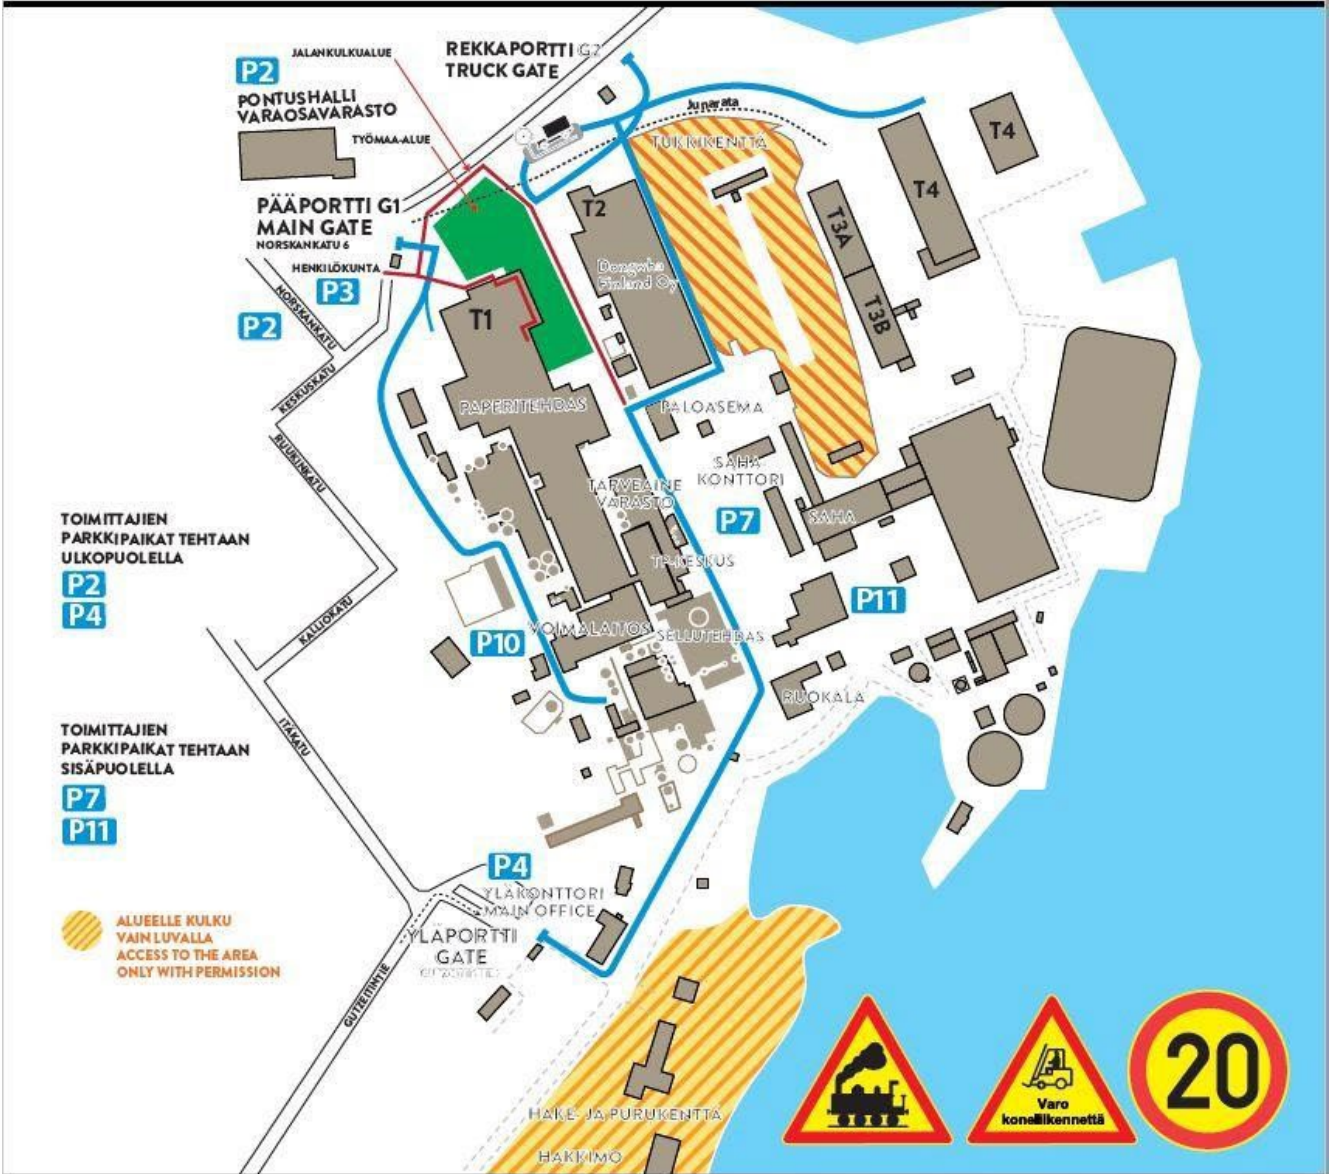 JALANKULKUALUE
REKKAPORTTI G2
TRUCK GATE
P2
PONTUSHALLI
VARAOSAVARASTO
TYÖMAA-ALUE
Junarata
TUKKIKENTTÄ
T4
T4
PÄÄPORTTI G1
MAIN GATE
NORSKANKATU 6
HENKILÖKUNTA
P3
P2
T2
Dongwha
Finland Oy
T3A
T3B
T1
NORSKANKATU
KESKUSKATU
RUUKINKATU
PAPERITEHDAS
PALOASEMA
SAHA
KONTTORI
TARVEAINE
VARASTO
P7
SAHA
TP-KESKUS
TOIMITTAJIEN
PARKKIPAIKAT TEHTAAN
ULKOPUOLELLA
P2
P4
P11
KALLIOKATU
P10
VOIMALAITOS
SELLUTEHDAS
RUOKALA
ITÄKATU
TOIMITTAJIEN
PARKKIPAIKAT TEHTAAN
SISÄPUOLELLA
P7
P11
P4
YLÄKONTTORI
MAIN OFFICE
YLÄPORTTI
GATE
GUTZEITINTIE
ALUEELLE KULKU
VAIN LUVALLA
ACCESS TO THE AREA
ONLY WITH PERMISSION
HAKE- JA PURUKENTTÄ
HAKKIMO
Varo
koneliikennettä
20